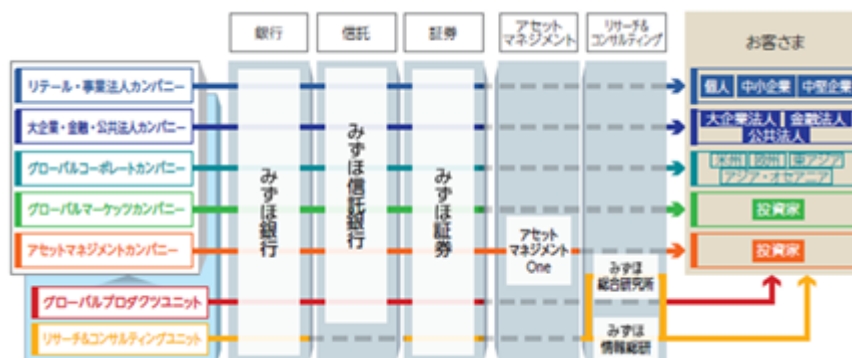 銀行
信託
証券
アセット
マネジメント
リサーチ&
コンサルティング
お客さま
リテール・事業法人カンパニー
大企業・金融・公共法人カンパニー
グローバルコーポレートカンパニー
グローバルマーケッツカンパニー
アセットマネジメントカンパニー
グローバルプロダクツユニット
リサーチ&コンサルティングユニット
みずほ銀行
みずほ信託銀行
みずほ証券
アセット
マネジメント
One
みずほ
総合研究所
みずほ
情報総研
個人 中小企業 中堅企業
大企業法人 金融法人
公共法人
米州 欧州 東アジア
アジア・オセアニア
投資家
投資家